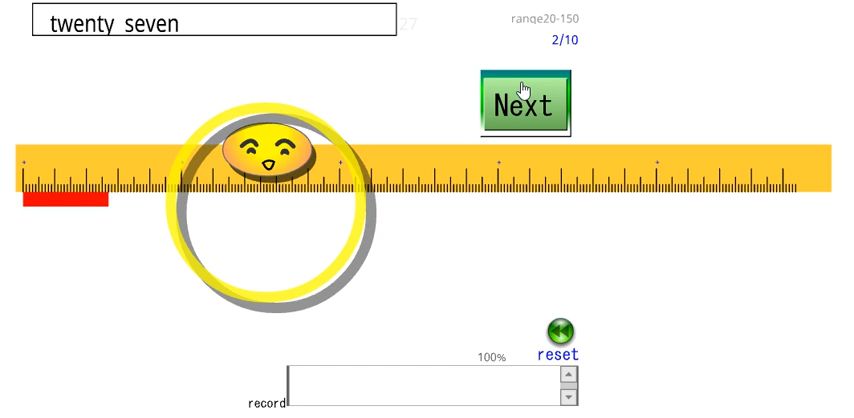 twenty seven
27
range20-150
2/10
Next
100%
reset
record